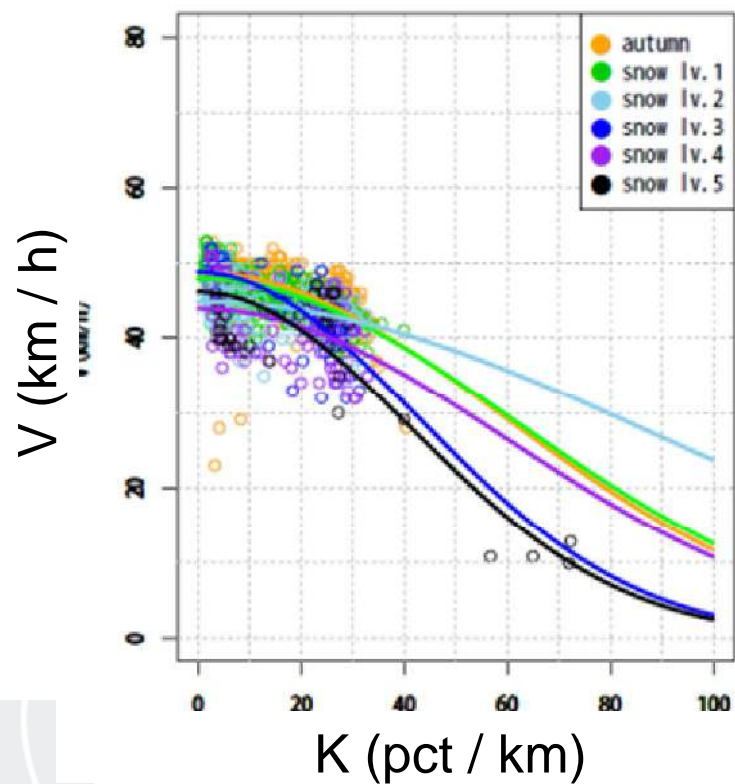 autumn
snow lv.1
snow lv.2
snow lv.3
snow lv.4
snow lv.5
80
60
40
20
0
V (km / h)
0 20 40 60 80 100
K (pct / km)